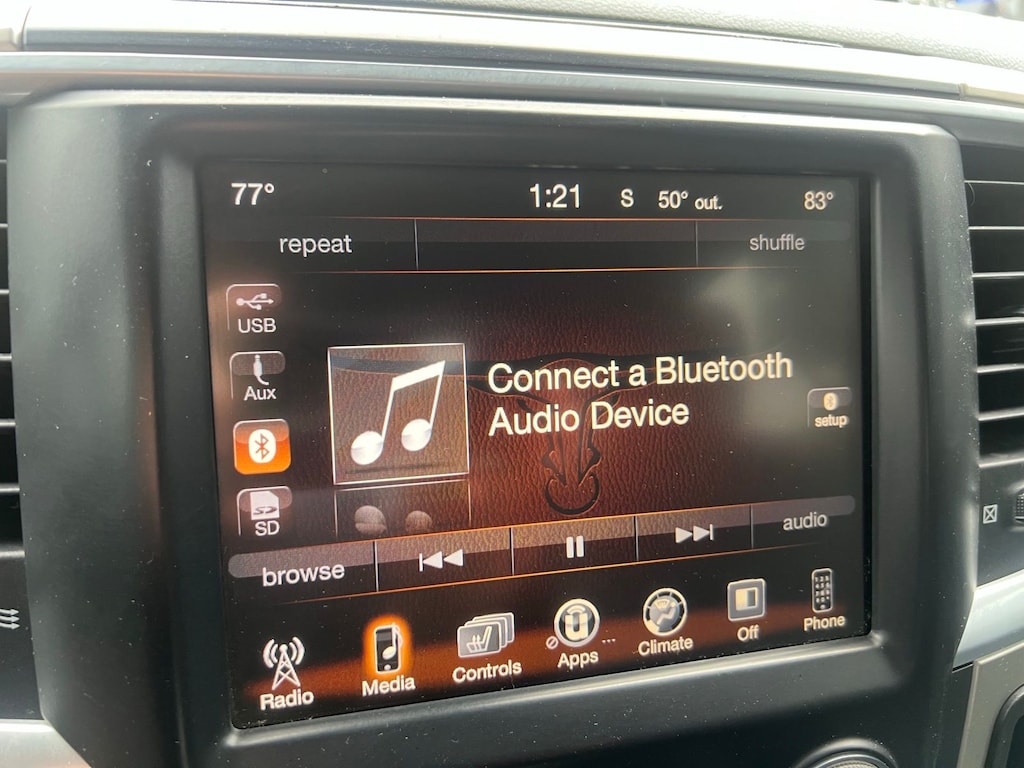 77° 1:21 S 50° out. 83°
repeat shuffle
USB
Aux
Connect a Bluetooth
Audio Device
setup
SD
browse audio
Radio Media Controls Apps Climate Off Phone